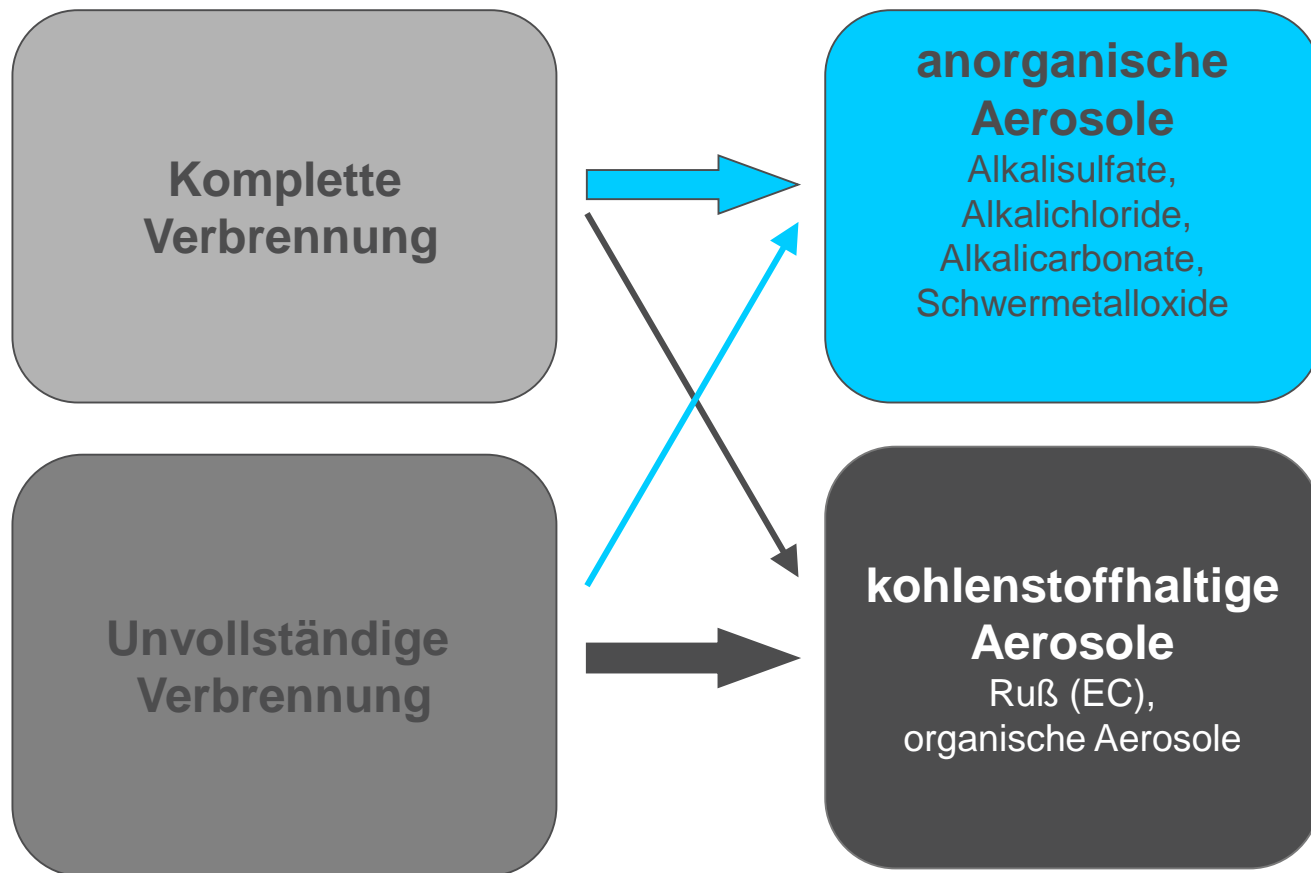 Komplette
Verbrennung
anorganische
Aerosole
Alkalisulfate,
Alkalichloride,
Alkalicarbonate,
Schwermetalloxide
Unvollständige
Verbrennung
kohlenstoffhaltige
Aerosole
Ruß (EC),
organische Aerosole